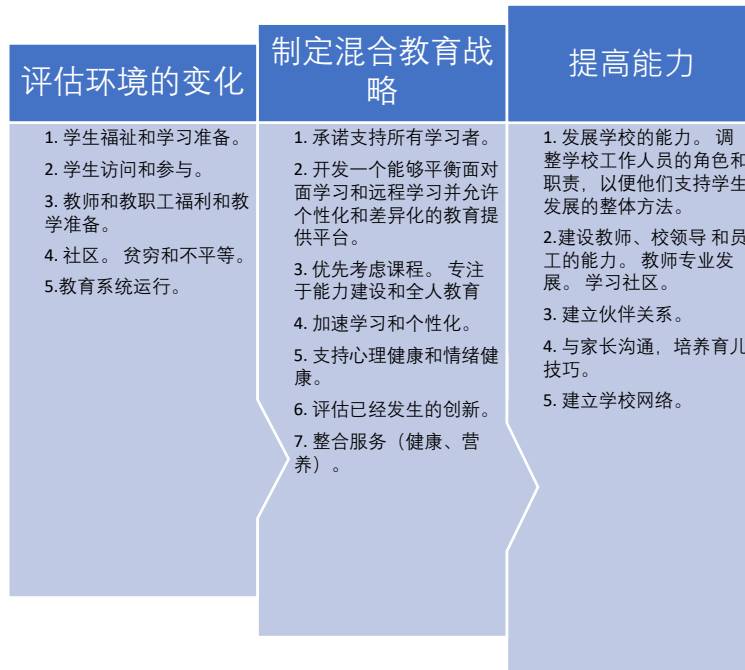 评估环境的变化
1. 学生福祉和学习准备。
2. 学生访问和参与。
3. 教师和教职工福利和教
学准备。
4. 社区。 贫穷和不平等。
5.教育系统运行。
制定混合教育战
略
1. 承诺支持所有学习者。
2. 开发一个能够平衡面对
面学习和远程学习并允许
个性化和差异化的教育提
供平台。
3. 优先考虑课程。 专注
于能力建设和全人教育
4. 加速学习和个性化。
5. 支持心理健康和情绪健
康。
6. 评估已经发生的创新。
7. 整合服务（健康、营
养）。
提高能力
1. 发展学校的能力。 调
整学校工作人员的角色和
职责，以便他们支持学生
发展的整体方法。
2.建设教师、校领导 和员
工的能力。 教师专业发
展。 学习社区。
3. 建立伙伴关系。
4. 与家长沟通，培养育儿
技巧。
5. 建立学校网络。